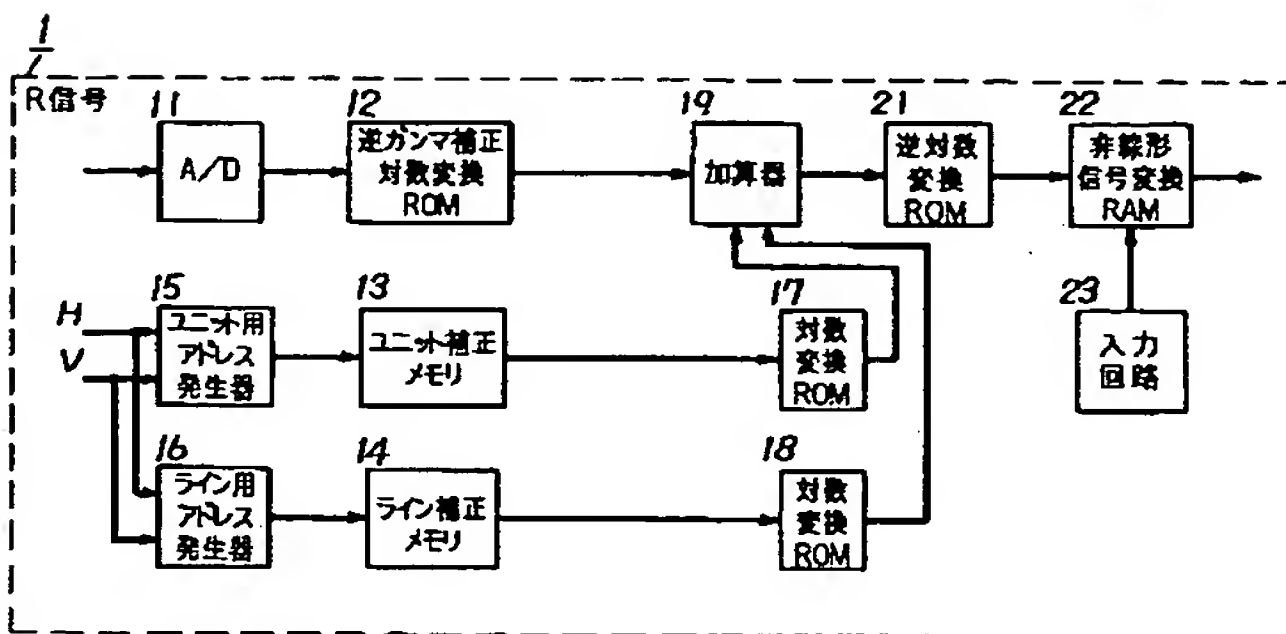 1
R信号
11
A/D
12
逆ガンマ補正
対数変換
ROM
19
加算器
21
逆対数
変換
ROM
22
非線形
信号変換
RAM
H
V
15
ユニット用
アドレス
発生器
13
ユニット補正
メモリ
17
対数
変換
ROM
23
入力
回路
16
ライン用
アドレス
発生器
14
ライン補正
メモリ
18
対数
変換
ROM